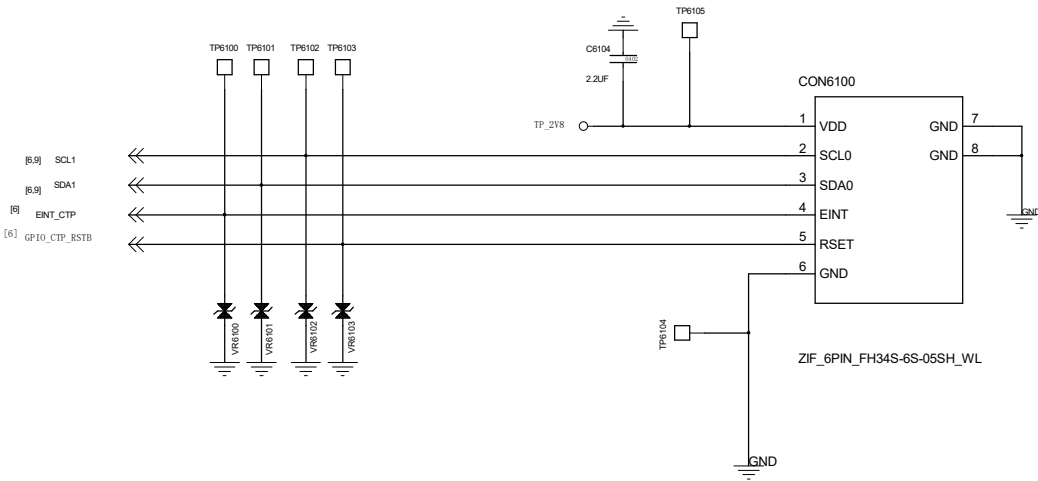 TP6105
TP6100 TP6101 TP6102 TP6103
C6104
0402
2.2UF
CON6100
TP_2V8
1 VDD GND 7
[6,9] SCL1 2 SCL0 GND 8
[6,9] SDA1 3 SDA0
[6] EINT_CTP 4 EINT GND
[6] GPIO_CTP_RSTB 5 RSET
6 GND
VR6100 VR6101 VR6102 VR6103
TP6104
ZIF_6PIN_FH34S-6S-05SH_WL
GND